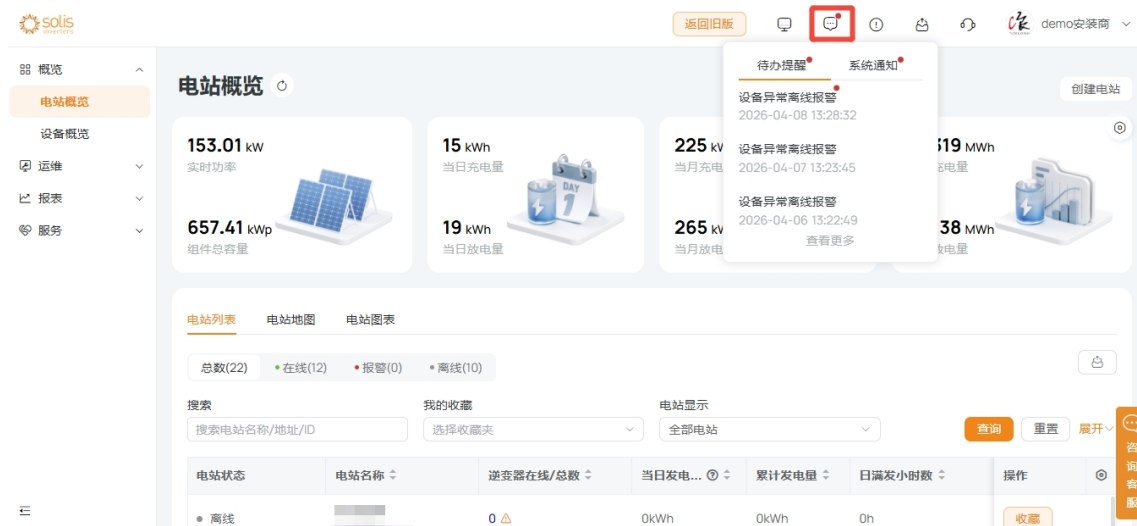 solis
inverters
返回旧版
demo安装商
概览
电站概览
设备概览
运维
报表
服务
电站概览
创建电站
待办提醒
系统通知
设备异常离线报警
2026-04-08 13:28:32
设备异常离线报警
2026-04-07 13:23:45
设备异常离线报警
2026-04-06 13:22:49
查看更多
153.01 kW
实时功率
657.41 kWp
组件总容量
15 kWh
当日充电量
DAY
1
19 kWh
当日放电量
225 kW
当月充电
265 kW
当月放电
319 MWh
电量
38 MWh
电量
电站列表
电站地图
电站图表
总数(22)
在线(12)
报警(0)
离线(10)
搜索
搜索电站名称/地址/ID
我的收藏
选择收藏夹
电站显示
全部电站
查询
重置
展开
咨
询
客
服
电站状态
电站名称
逆变器在线/总数
当日发电...
累计发电量
日满发小时数
操作
离线
0
0kWh
0kWh
0h
收藏